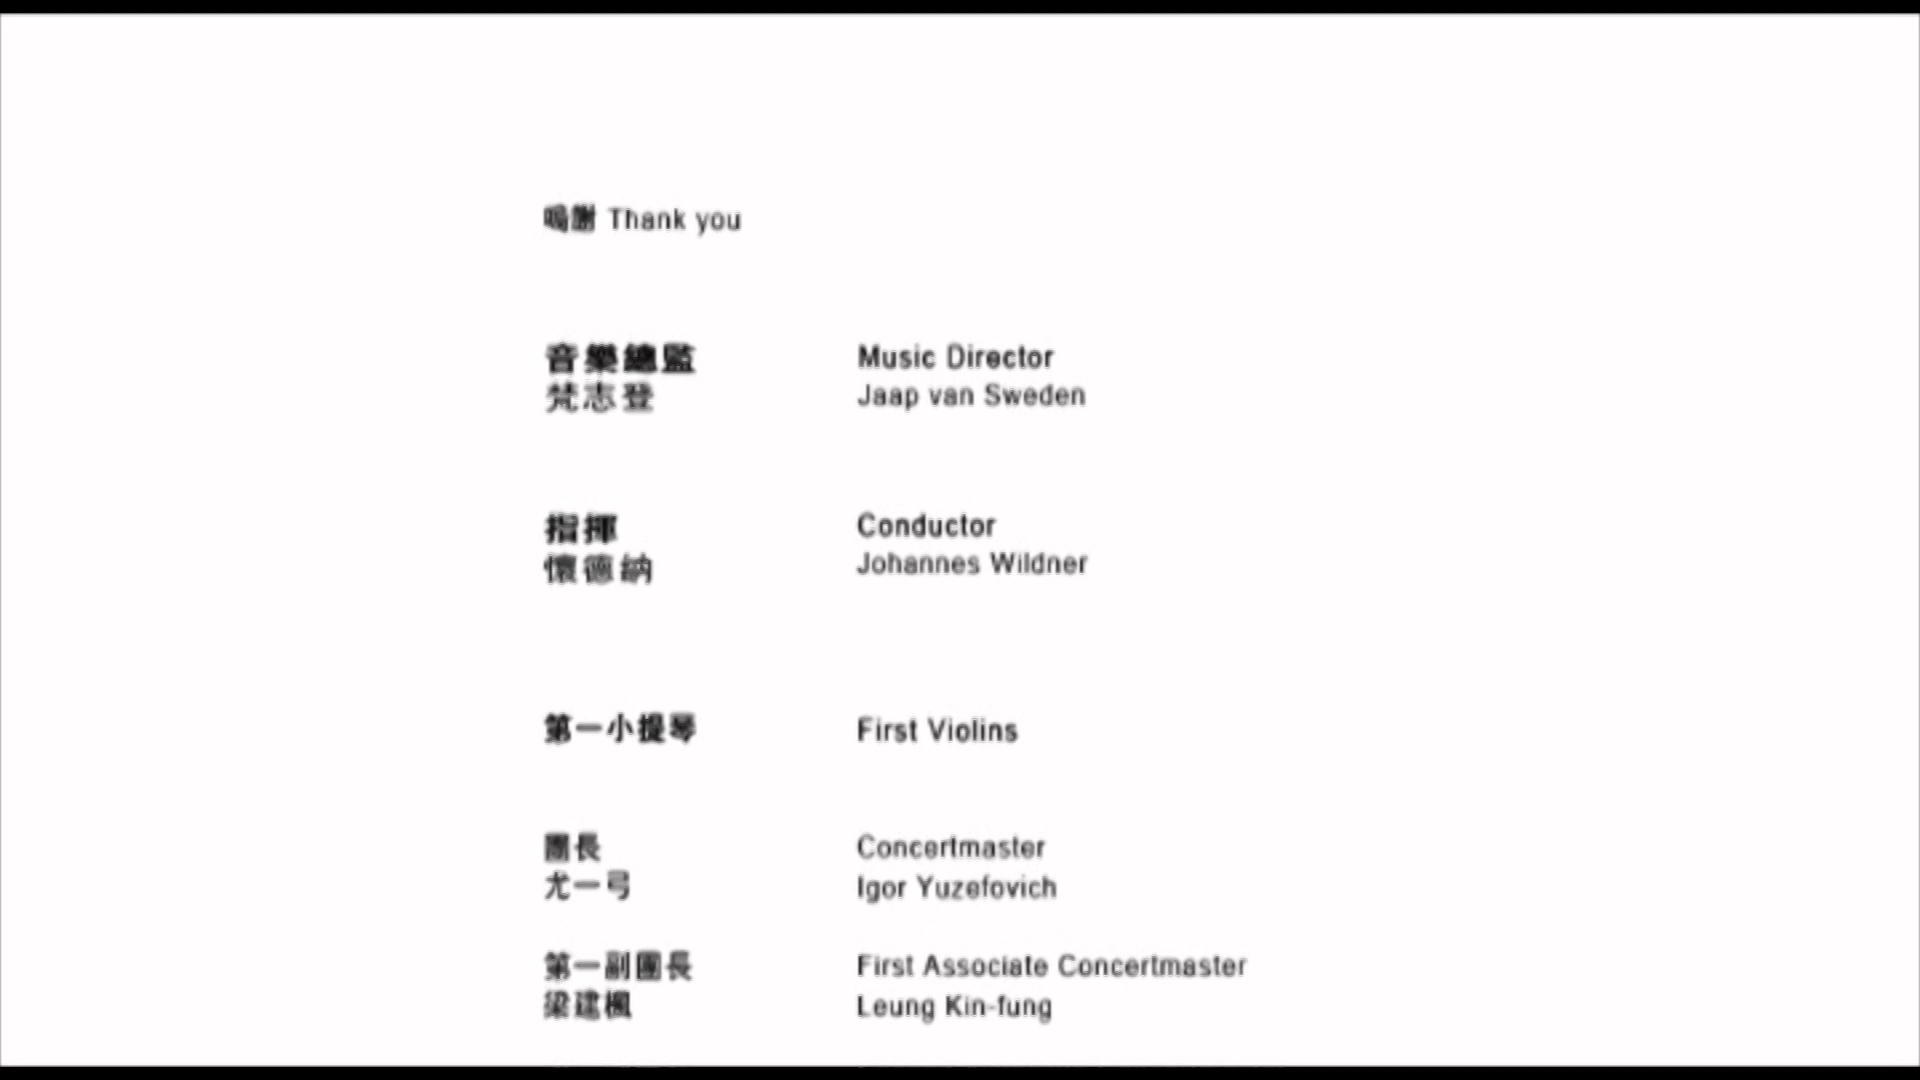 鳴謝 Thank you
音樂總監 Music Director
梵志登 Jaap van Sweden
指揮 Conductor
懷德納 Johannes Wildner
第一小提琴 First Violins
團長 Concertmaster
尤一弓 Igor Yuzefovich
第一副團長 First Associate Concertmaster
梁建楓 Leung Kin-fung